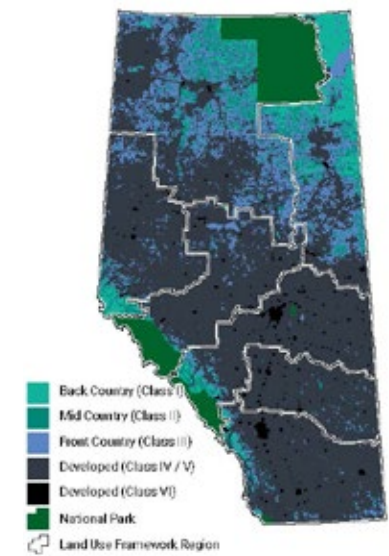 Back Country (Class I)
Mid Country (Class II)
Front Country (Class III)
Developed (Class IV / V)
Developed (Class VI)
National Park
Land Use Framework Region